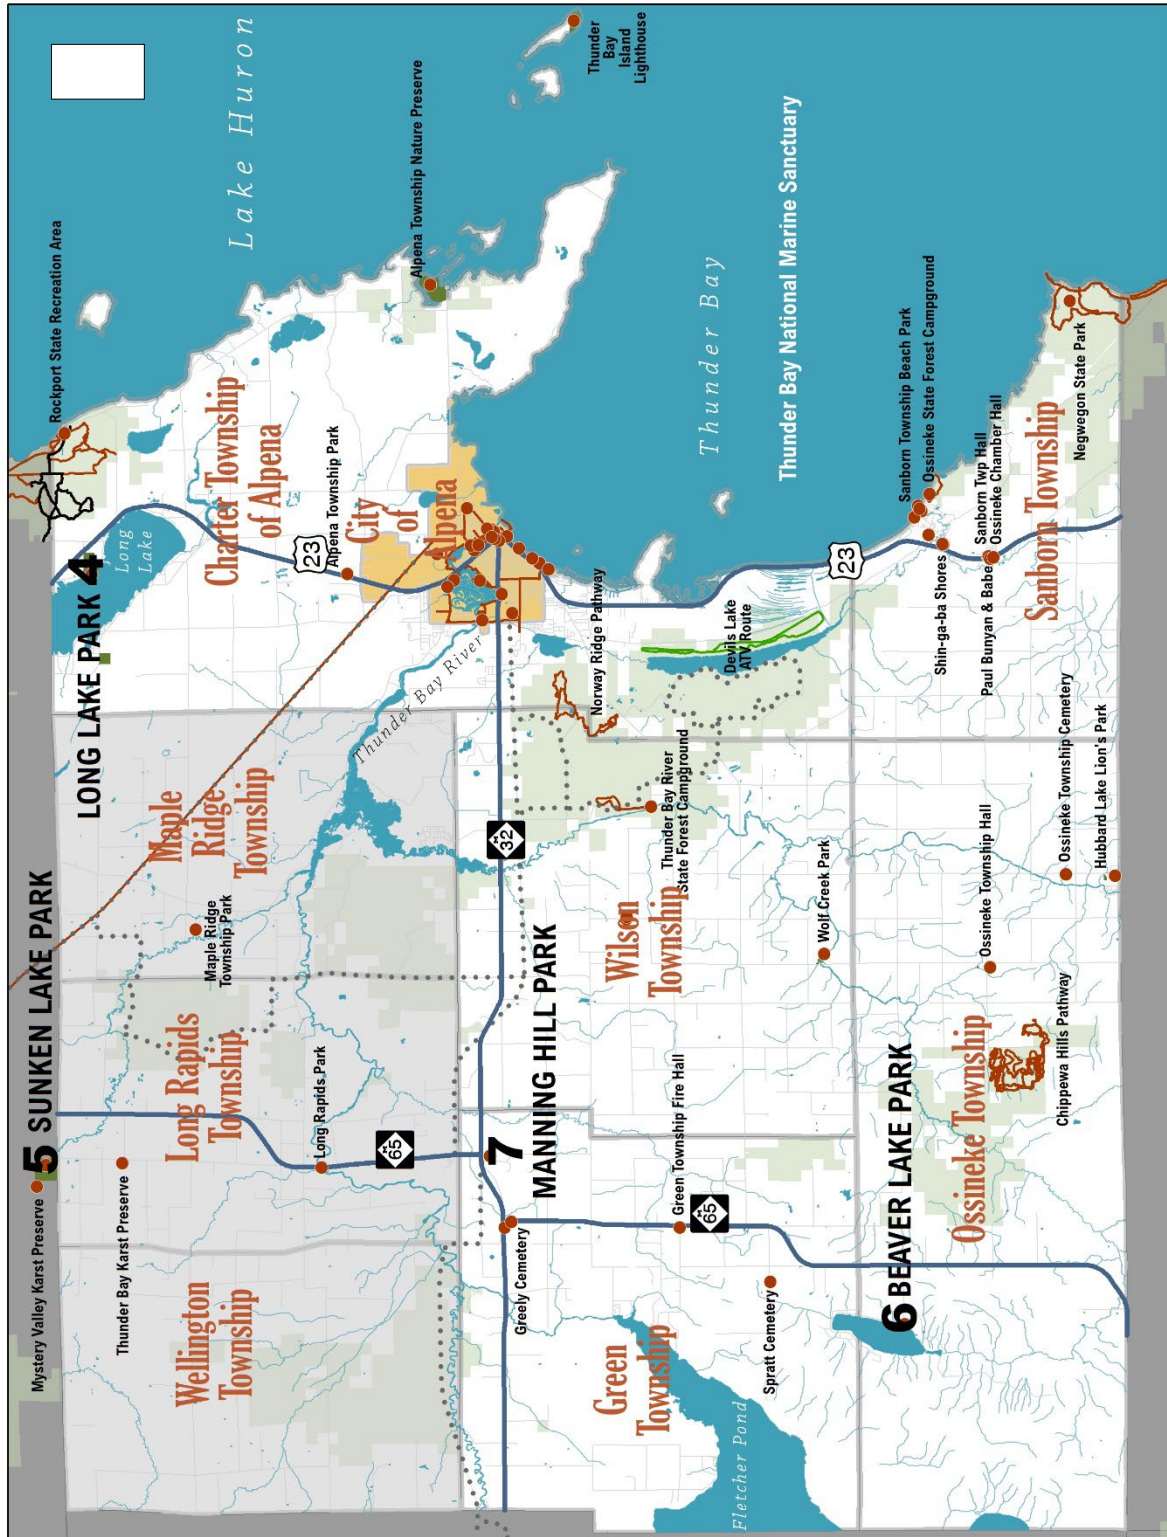 Lake Huron
Thunder
Bay
Island
Lighthouse
Alpena Township Nature Preserve
Rockport State Recreation Area
Thunder Bay
Thunder Bay National Marine Sanctuary
Charter Township
of Alpena
Long
Lake
LONG LAKE PARK 4
23
Alpena Township Park
City
of
Alpena
Thunder Bay River
Norway Ridge Pathway
Devils Lake
ATV Route
23
Sanborn Township Beach Park
Ossineke State Forest Campground
Shin-ga-ba Shores
Sanborn Twp Hall
Paul Bunyan & Babe
Ossineke Chamber Hall
Sanborn Township
Negwegon State Park
Maple
Ridge
Township
Maple Ridge
Township Park
5 SUNKEN LAKE PARK
Mystery Valley Karst Preserve
Thunder Bay Karst Preserve
Long Rapids
Township
Long Rapids Park
M
65
M
32
7
MANNING HILL PARK
Thunder Bay River
State Forest Campground
Wilson
Township
Wolf Creek Park
Ossineke Township Hall
Ossineke Township Cemetery
Hubbard Lake Lion's Park
Chippewa Hills Pathway
Ossineke Township
6 BEAVER LAKE PARK
Green Township Fire Hall
M
65
Greely Cemetery
Spratt Cemetery
Wellington
Township
Green
Township
Fletcher Pond